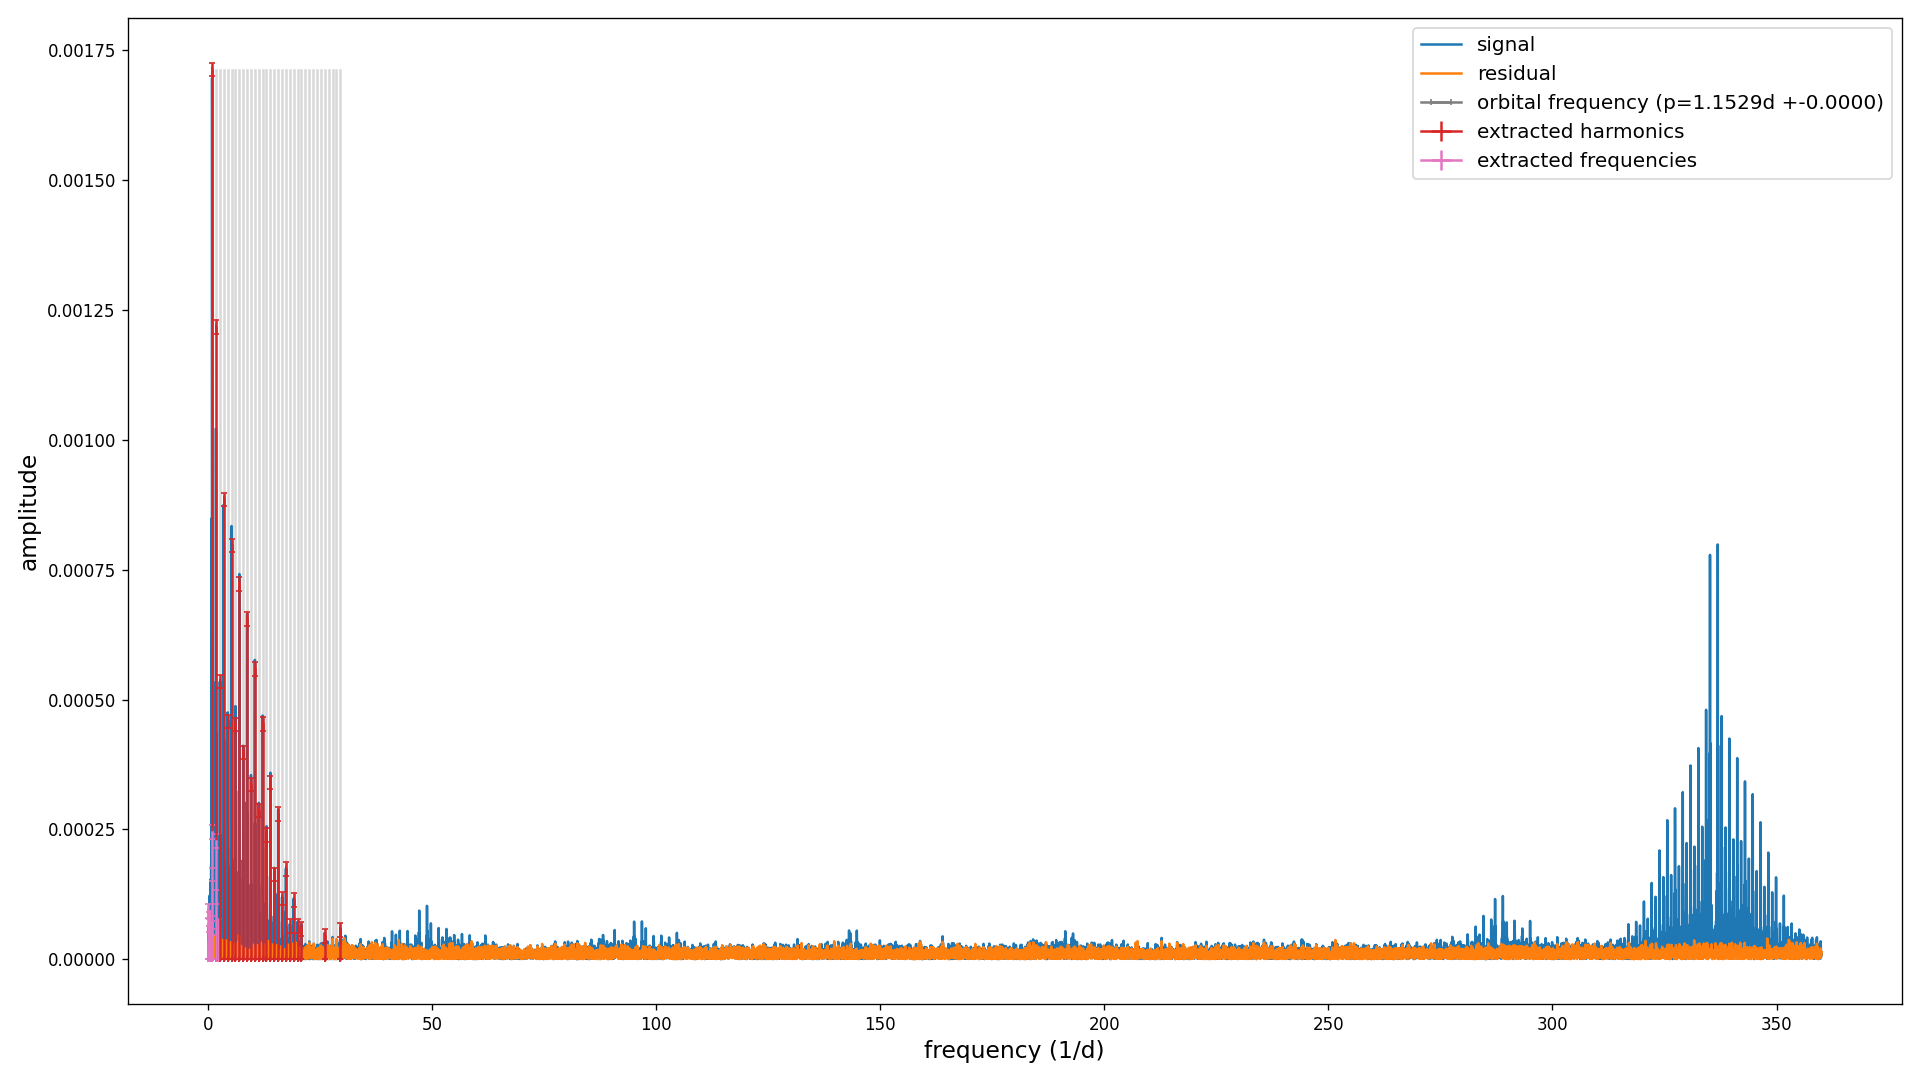 signal
residual
orbital frequency (p=1.1529d +-0.0000)
extracted harmonics
extracted frequencies
0.00175
0.00150
0.00125
0.00100
0.00075
0.00050
0.00025
0.00000
amplitude
0 50 100 150 200 250 300 350
frequency (1/d)